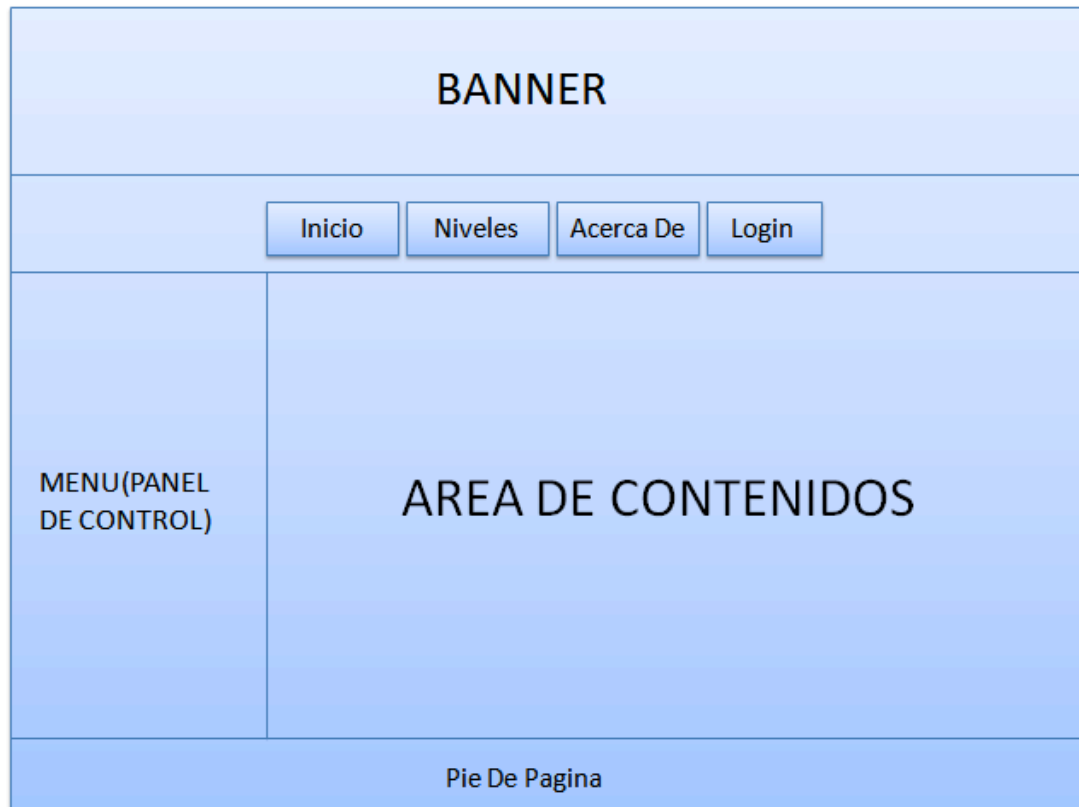 BANNER
Inicio
Niveles
Acerca De
Login
MENU(PANEL
DE CONTROL)
AREA DE CONTENIDOS
Pie De Pagina